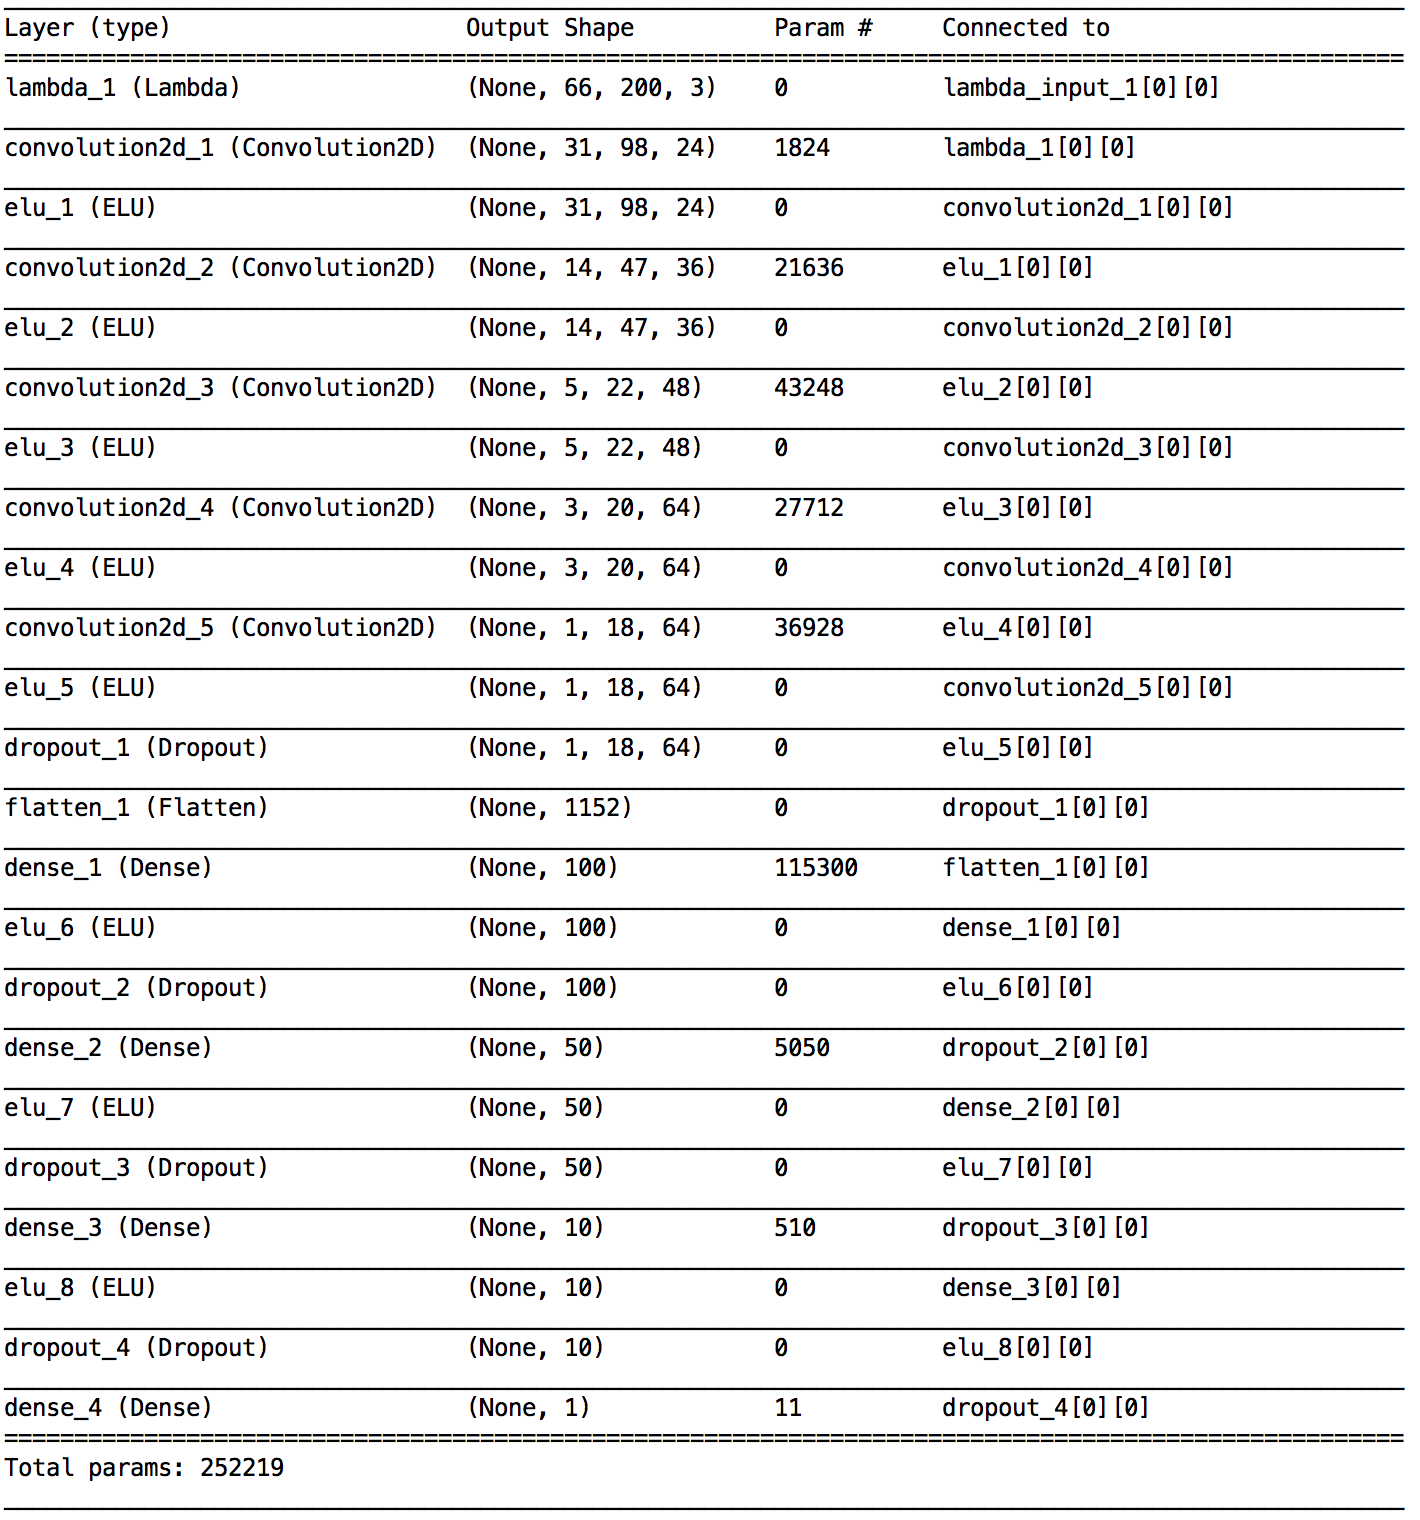 Layer (type) Output Shape Param # Connected to
====================================================================================================
lambda_1 (Lambda) (None, 66, 200, 3) 0 lambda_input_1[0][0]
convolution2d_1 (Convolution2D) (None, 31, 98, 24) 1824 lambda_1[0][0]
elu_1 (ELU) (None, 31, 98, 24) 0 convolution2d_1[0][0]
convolution2d_2 (Convolution2D) (None, 14, 47, 36) 21636 elu_1[0][0]
elu_2 (ELU) (None, 14, 47, 36) 0 convolution2d_2[0][0]
convolution2d_3 (Convolution2D) (None, 5, 22, 48) 43248 elu_2[0][0]
elu_3 (ELU) (None, 5, 22, 48) 0 convolution2d_3[0][0]
convolution2d_4 (Convolution2D) (None, 3, 20, 64) 27712 elu_3[0][0]
elu_4 (ELU) (None, 3, 20, 64) 0 convolution2d_4[0][0]
convolution2d_5 (Convolution2D) (None, 1, 18, 64) 36928 elu_4[0][0]
elu_5 (ELU) (None, 1, 18, 64) 0 convolution2d_5[0][0]
dropout_1 (Dropout) (None, 1, 18, 64) 0 elu_5[0][0]
flatten_1 (Flatten) (None, 1152) 0 dropout_1[0][0]
dense_1 (Dense) (None, 100) 115300 flatten_1[0][0]
elu_6 (ELU) (None, 100) 0 dense_1[0][0]
dropout_2 (Dropout) (None, 100) 0 elu_6[0][0]
dense_2 (Dense) (None, 50) 5050 dropout_2[0][0]
elu_7 (ELU) (None, 50) 0 dense_2[0][0]
dropout_3 (Dropout) (None, 50) 0 elu_7[0][0]
dense_3 (Dense) (None, 10) 510 dropout_3[0][0]
elu_8 (ELU) (None, 10) 0 dense_3[0][0]
dropout_4 (Dropout) (None, 10) 0 elu_8[0][0]
dense_4 (Dense) (None, 1) 11 dropout_4[0][0]
====================================================================================================
Total params: 252219